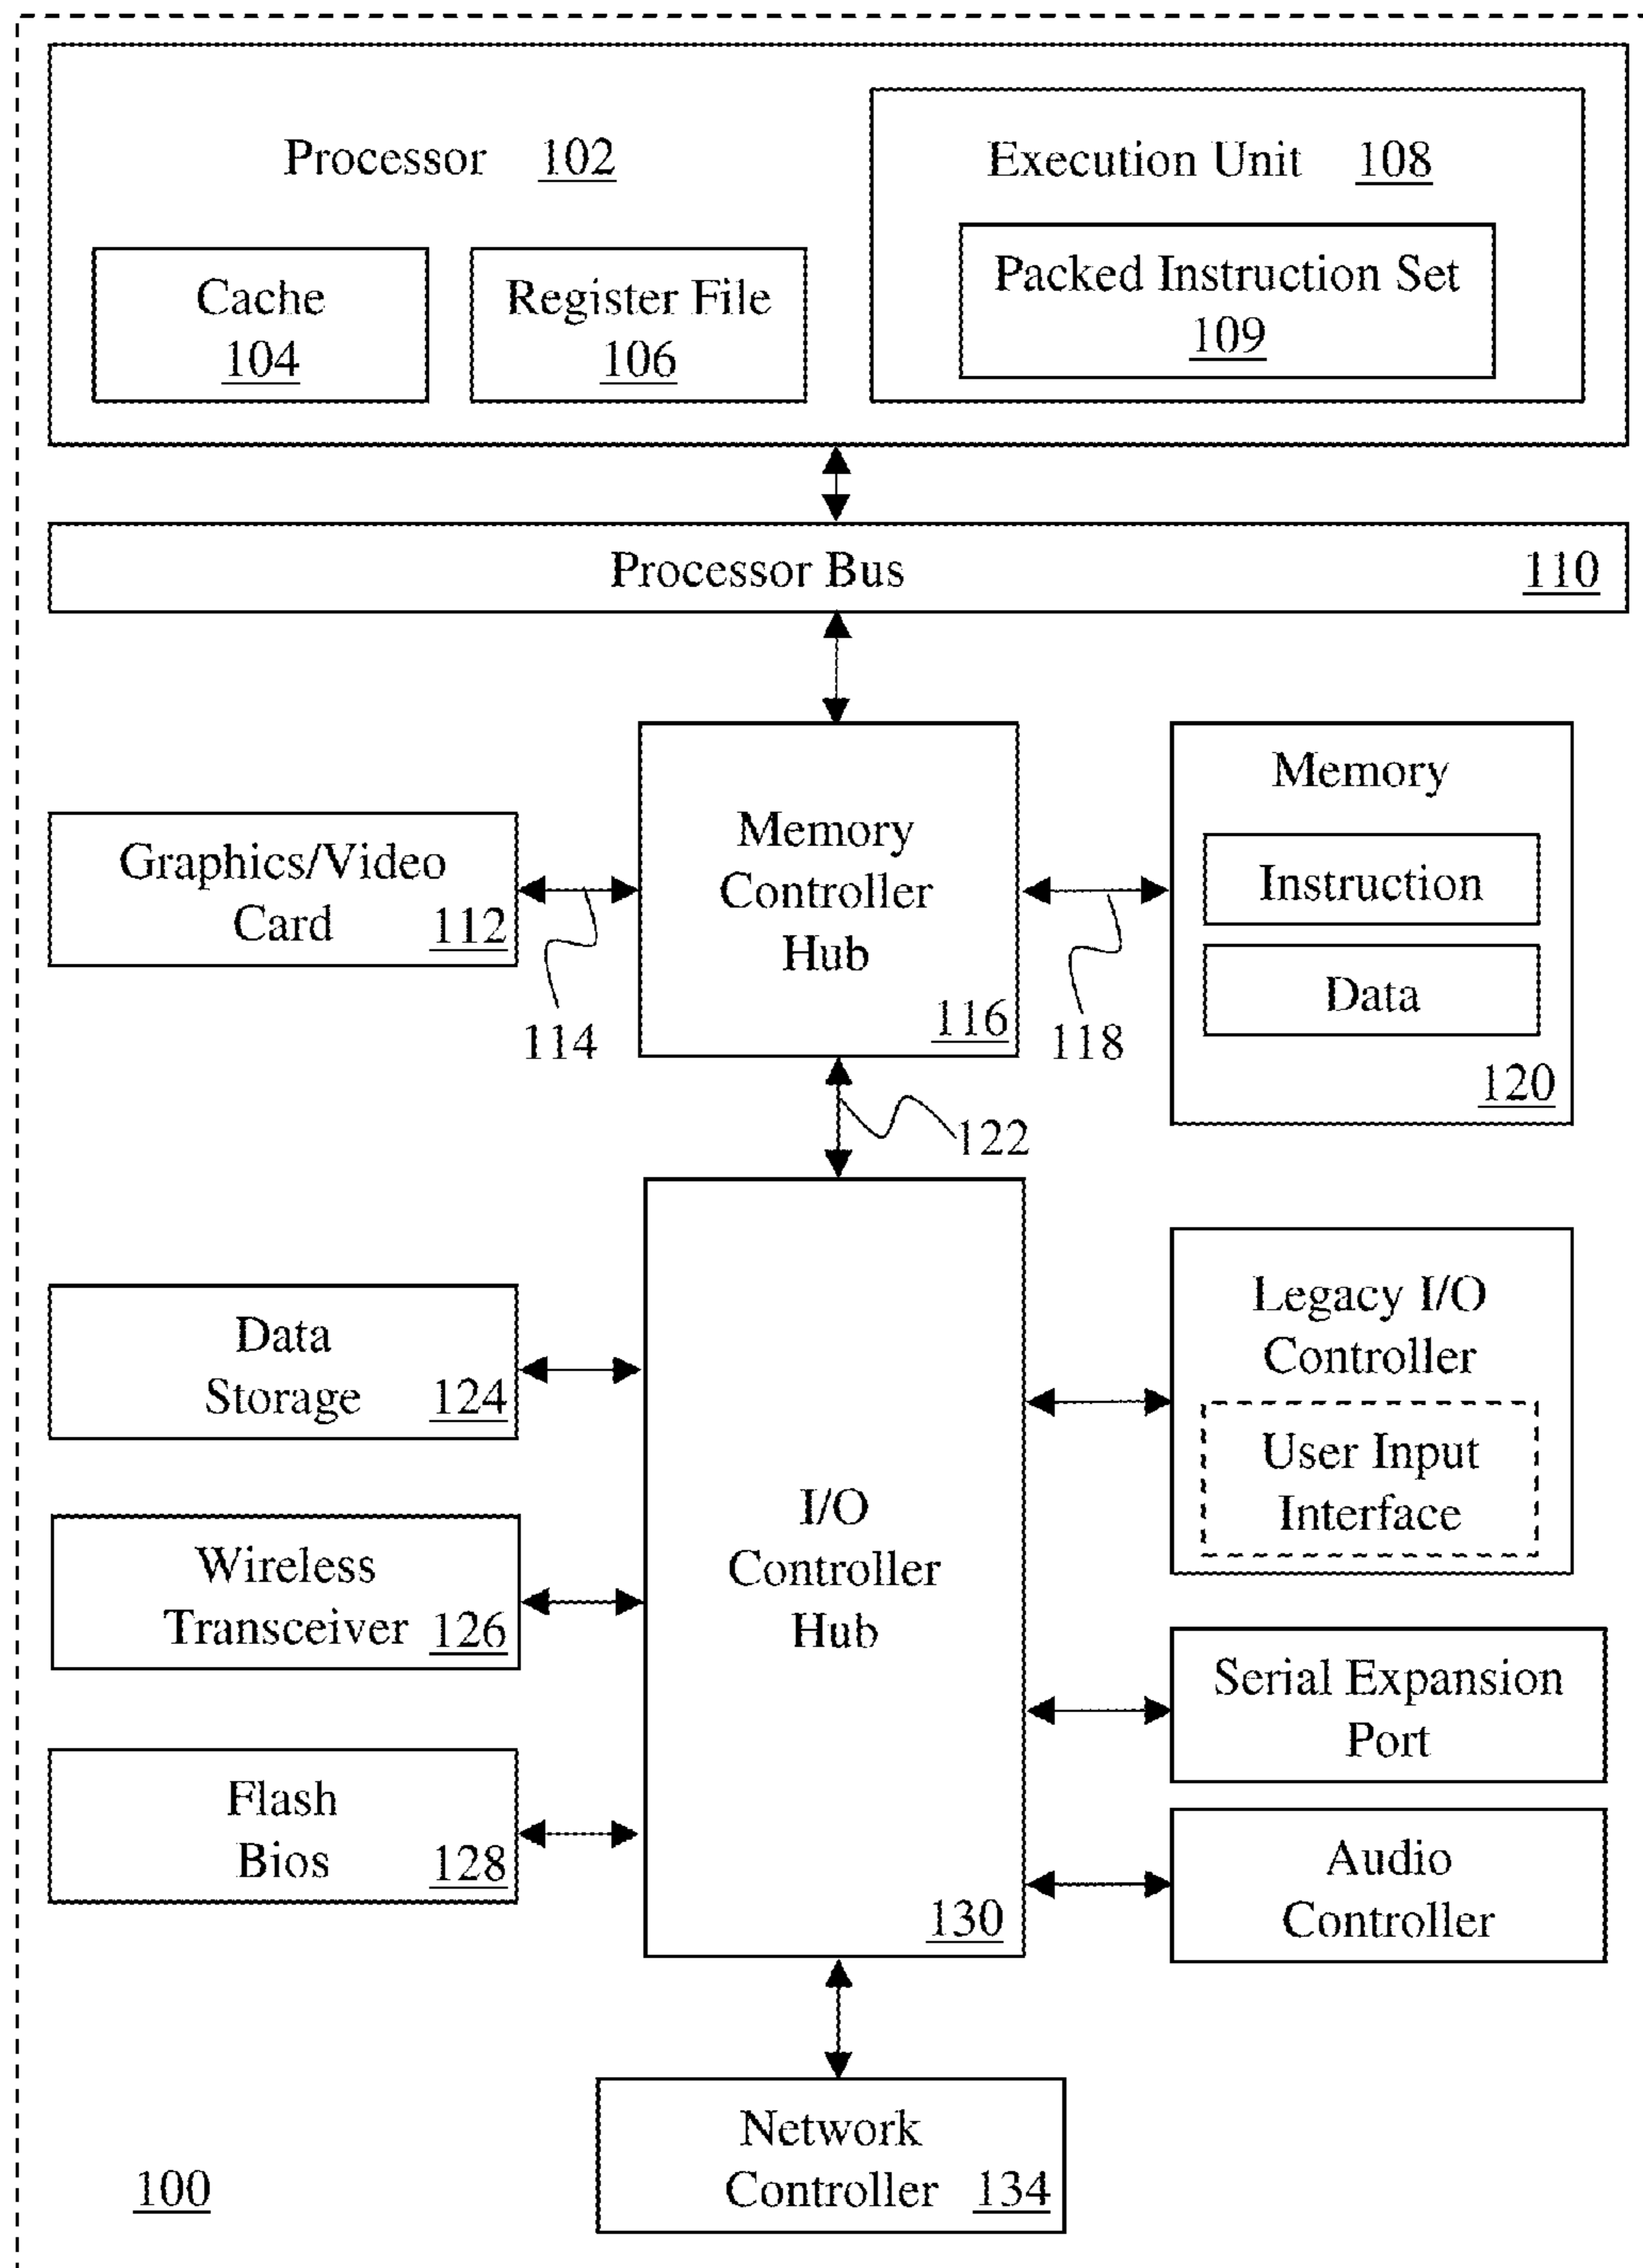 Processor 102
Execution Unit 108
Cache
104
Register File
106
Packed Instruction Set
109
Processor Bus 110
Graphics/Video
Card 112
114
Memory
Controller
Hub
116
118
Memory
Instruction
Data
120
122
Data
Storage 124
Wireless
Transceiver 126
Flash
Bios 128
I/O
Controller
Hub
130
Legacy I/O
Controller
User Input
Interface
Serial Expansion
Port
Audio
Controller
Network
Controller 134
100